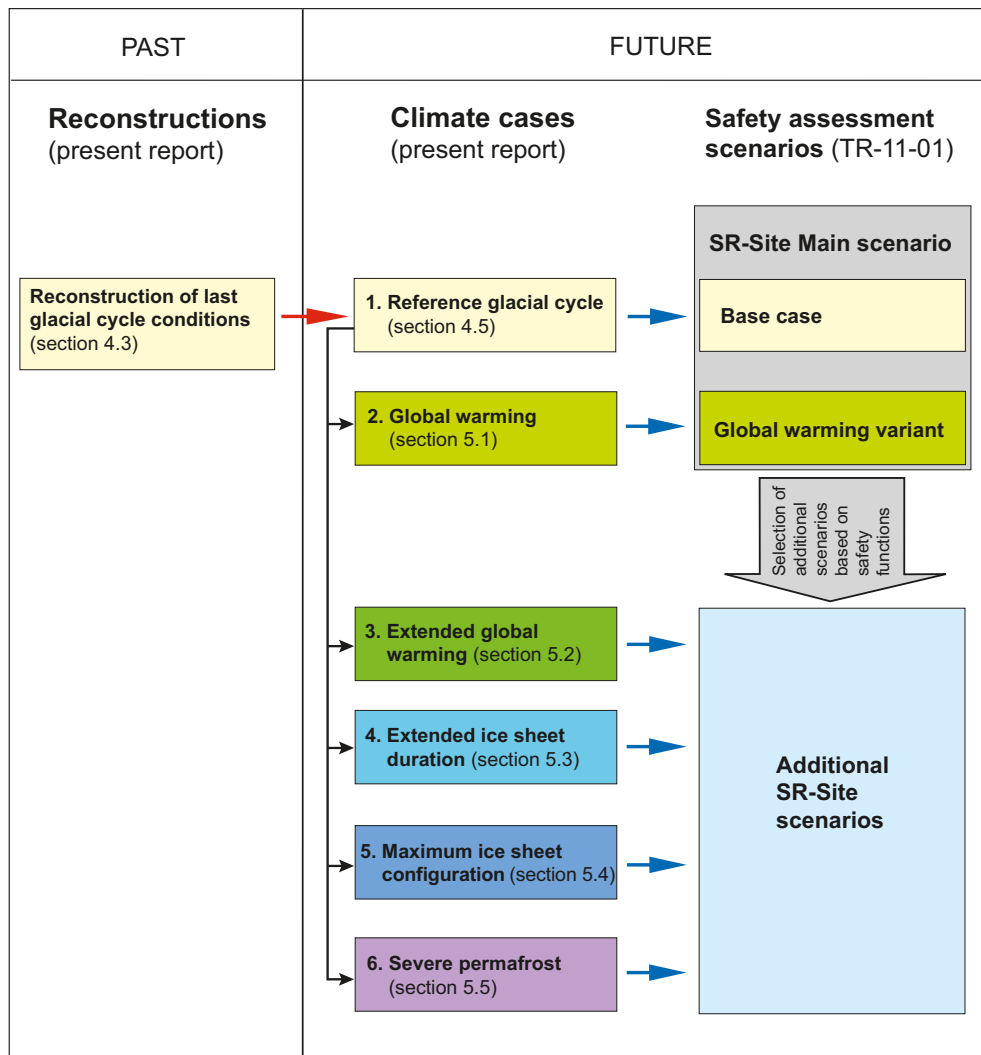 PAST
FUTURE
Reconstructions
(present report)
Climate cases
(present report)
Safety assessment
scenarios (TR-11-01)
SR-Site Main scenario
Reconstruction of last
glacial cycle conditions
(section 4.3)
1. Reference glacial cycle
(section 4.5)
Base case
2. Global warming
(section 5.1)
Global warming variant
Selection of
additional
scenarios
based on
safety
functions
3. Extended global
warming (section 5.2)
4. Extended ice sheet
duration (section 5.3)
Additional
SR-Site
scenarios
5. Maximum ice sheet
configuration (section 5.4)
6. Severe permafrost
(section 5.5)